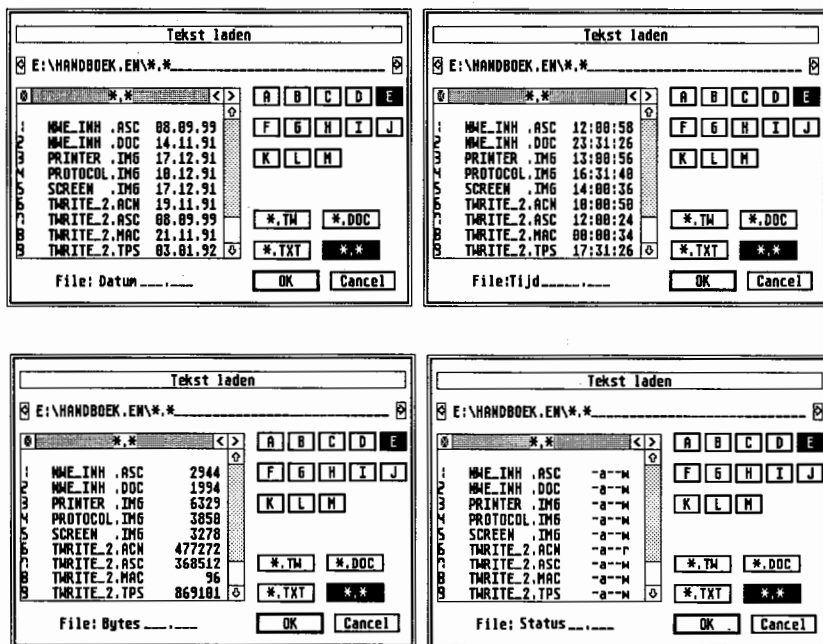 Tekst laden
E:\HANDBOEK.EN\*.*
*.*
A B C D E
1 NWE_INH .ASC 08.09.99
F G H I J
2 NWE_INH .DOC 14.11.91
3 PRINTER .IMG 17.12.91
K L M
4 PROTOCOL.IMG 10.12.91
5 SCREEN .IMG 17.12.91
6 TWRITE_2.ACN 19.11.91
7 TWRITE_2.ASC 08.09.99
*.TW *.DOC
8 TWRITE_2.MAC 21.11.91
9 TWRITE_2.TPS 03.01.92
*.TXT *.*
File: Datum___.___
OK Cancel
Tekst laden
E:\HANDBOEK.EN\*.*
*.*
A B C D E
1 NWE_INH .ASC 12:00:58
F G H I J
2 NWE_INH .DOC 23:31:26
3 PRINTER .IMG 13:00:56
K L M
4 PROTOCOL.IMG 16:31:40
5 SCREEN .IMG 14:00:36
6 TWRITE_2.ACN 10:00:50
7 TWRITE_2.ASC 12:00:24
*.TW *.DOC
8 TWRITE_2.MAC 00:00:34
9 TWRITE_2.TPS 17:31:26
*.TXT *.*
File:Tijd_____.___
OK Cancel
Tekst laden
E:\HANDBOEK.EN\*.*
*.*
A B C D E
1 NWE_INH .ASC 2944
F G H I J
2 NWE_INH .DOC 1994
3 PRINTER .IMG 6329
K L M
4 PROTOCOL.IMG 3850
5 SCREEN .IMG 3278
6 TWRITE_2.ACN 477272
7 TWRITE_2.ASC 368512
*.TW *.DOC
8 TWRITE_2.MAC 96
9 TWRITE_2.TPS 869101
*.TXT *.*
File: Bytes___.___
OK Cancel
Tekst laden
E:\HANDBOEK.EN\*.*
*.*
A B C D E
1 NWE_INH .ASC -a--w
F G H I J
2 NWE_INH .DOC -a--w
3 PRINTER .IMG -a--w
K L M
4 PROTOCOL.IMG -a--w
5 SCREEN .IMG -a--w
6 TWRITE_2.ACN -a--r
7 TWRITE_2.ASC -a--w
*.TW *.DOC
8 TWRITE_2.MAC -a--w
9 TWRITE_2.TPS -a--w
*.TXT *.*
File: Status__.___
OK Cancel